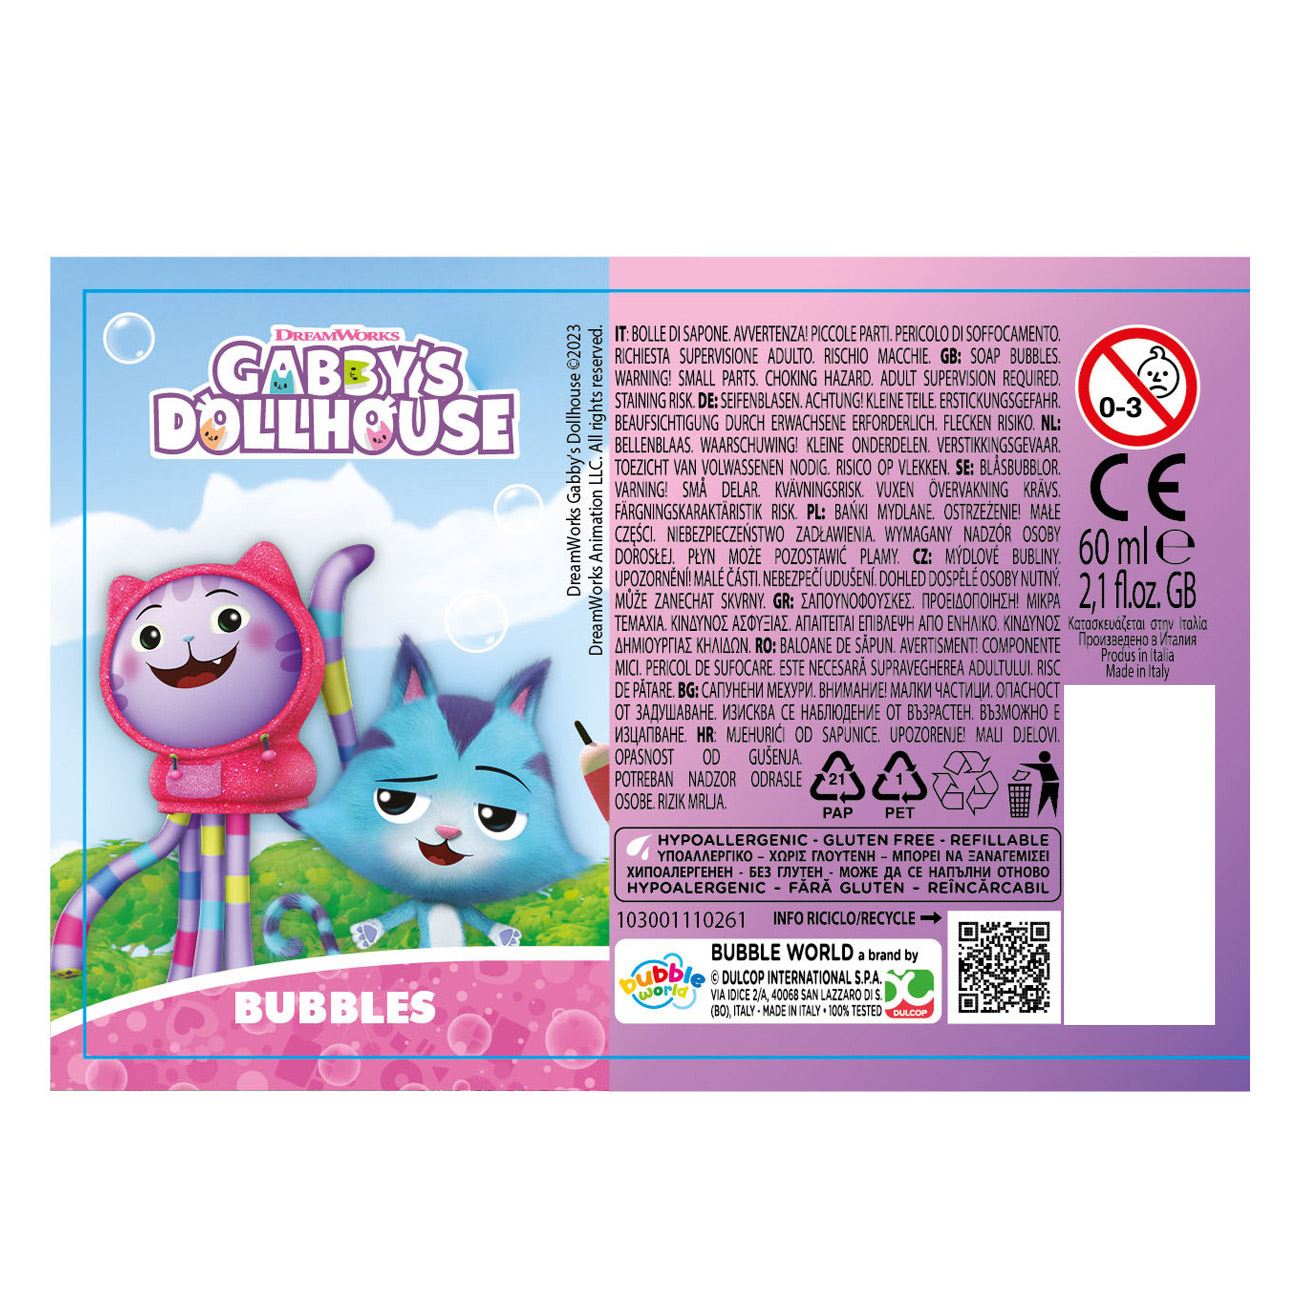 DREAMWORKS
GABBY'S
DOLLHOUSE
BUBBLES
DreamWorks Gabby's Dollhouse ©2023
DreamWorks Animation LLC. All rights reserved.
IT: BOLLE DI SAPONE. AVVERTENZA! PICCOLE PARTI. PERICOLO DI SOFFOCAMENTO.
RICHIESTA SUPERVISIONE ADULTO. RISCHIO MACCHIE. GB: SOAP BUBBLES.
WARNING! SMALL PARTS. CHOKING HAZARD. ADULT SUPERVISION REQUIRED.
STAINING RISK. DE: SEIFENBLASEN. ACHTUNG! KLEINE TEILE. ERSTICKUNGSGEFAHR.
BEAUFSICHTIGUNG DURCH ERWACHSENE ERFORDERLICH. FLECKEN RISIKO. NL:
BELLENBLAAS. WAARSCHUWING! KLEINE ONDERDELEN. VERSTIKKINGSGEVAAR.
TOEZICHT VAN VOLWASSENEN NODIG. RISICO OP VLEKKEN. SE: BLÅSBUBBLOR.
VARNING! SMÅ DELAR. KVÄVNINGSRISK. VUXEN ÖVERVAKNING KRÄVS.
FÄRGNINGSKARAKTÄRISTIK RISK. PL: BAŃKI MYDLANE. OSTRZEŻENIE! MAŁE
CZĘŚCI. NIEBEZPIECZEŃSTWO ZADŁAWIENIA. WYMAGANY NADZÓR OSOBY
DOROSŁEJ. PŁYN MOŻE POZOSTAWIĆ PLAMY. CZ: MÝDLOVÉ BUBLINY.
UPOZORNĚNÍ! MALÉ ČÁSTI. NEBEZPEČÍ UDUŠENÍ. DOHLED DOSPĚLÉ OSOBY NUTNÝ.
MŮŽE ZANECHAT SKVRNY. GR: ΣΑΠΟΥΝΟΦΟΥΣΚΕΣ. ΠΡΟΕΙΔΟΠΟΙΗΣΗ! ΜΙΚΡΑ
ΤΕΜΑΧΙΑ. ΚΙΝΔΥΝΟΣ ΑΣΦΥΞΙΑΣ. ΑΠΑΙΤΕΙΤΑΙ ΕΠΙΒΛΕΨΗ ΑΠΟ ΕΝΗΛΙΚΟ. ΚΙΝΔΥΝΟΣ
ΔΗΜΙΟΥΡΓΙΑΣ ΚΗΛΙΔΩΝ. RO: BALOANE DE SĂPUN. AVERTISMENT! COMPONENTE
MICI. PERICOL DE SUFOCARE. ESTE NECESARĂ SUPRAVEGHEREA ADULTULUI. RISC
DE PĂTARE. BG: САПУНЕНИ МЕХУРИ. ВНИМАНИЕ! МАЛКИ ЧАСТИЦИ. ОПАСНОСТ
ОТ ЗАДУШАВАНЕ. ИЗИСКВА СЕ НАБЛЮДЕНИЕ ОТ ВЪЗРАСТЕН. ВЪЗМОЖНО Е
ИЗЦАПВАНЕ. HR: MJEHURIĆI OD SAPUNICE. UPOZORENJE! MALI DJELOVI.
OPASNOST OD GUŠENJA.
POTREBAN NADZOR ODRASLE
OSOBE. RIZIK MRLJA.
21
PAP
1
PET
HYPOALLERGENIC - GLUTEN FREE - REFILLABLE
ΥΠΟΑΛΛΕΡΓΙΚΟ – ΧΩΡΙΣ ΓΛΟΥΤΕΝΗ – ΜΠΟΡΕΙ ΝΑ ΞΑΝΑΓΕΜΙΣΕΙ
ХИПОАЛЕРГЕНЕН - БЕЗ ГЛУТЕН - МОЖЕ ДА СЕ НАПЪЛНИ ОТНОВО
HYPOALERGENIC - FĂRĂ GLUTEN - REÎNCĂRCABIL
103001110261 INFO RICICLO/RECYCLE
bubble
world
BUBBLE WORLD a brand by
© DULCOP INTERNATIONAL S.P.A.
VIA IDICE 2/A, 40068 SAN LAZZARO DI S.
(BO), ITALY - MADE IN ITALY • 100% TESTED
DULCOP
0-3
CE
60 ml e
2,1 fl.oz. GB
Κατασκευάζεται στην Ιταλία
Произведено в Италия
Produs în Italia
Made in Italy